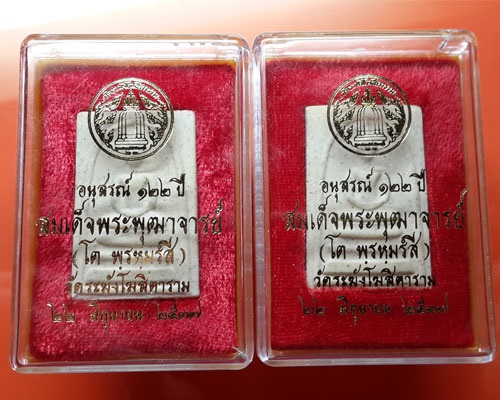 อนุสรณ์ ๑๒๒ ปี
สมเด็จพระพุฒาจารย์
(โต พรหมรังสี)
วัดระฆังโฆสิตาราม
๒๒ มิถุนายน ๒๕๓๗
อนุสรณ์ ๑๒๒ ปี
สมเด็จพระพุฒาจารย์
(โต พรหมรังสี)
วัดระฆังโฆสิตาราม
๒๒ มิถุนายน ๒๕๓๗